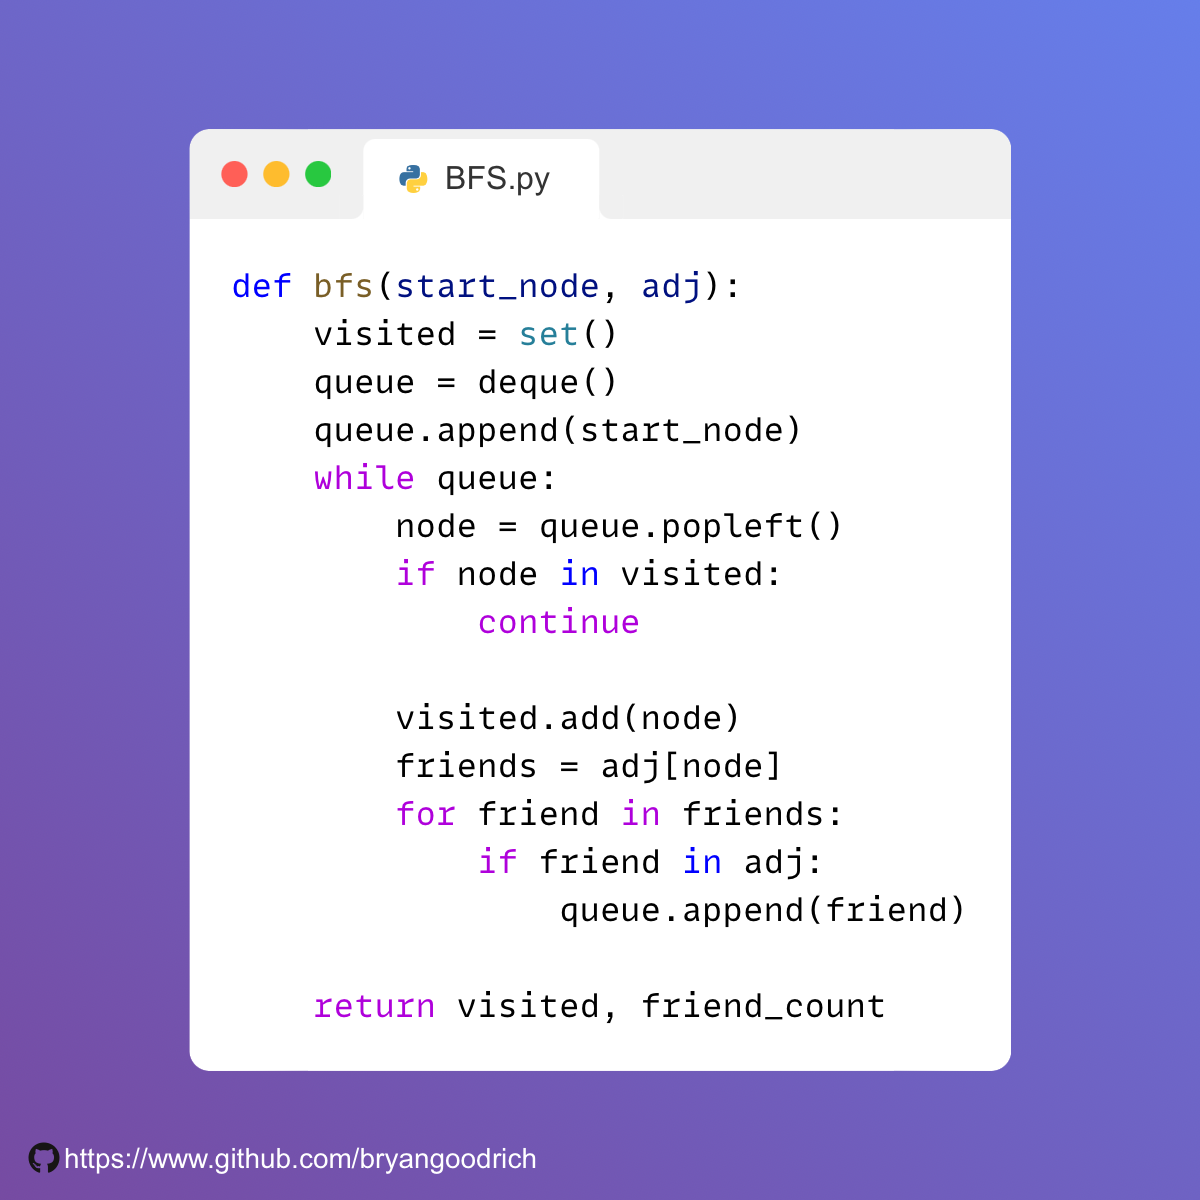 BFS.py
def bfs(start_node, adj):
    visited = set()
    queue = deque()
    queue.append(start_node)
    while queue:
        node = queue.popleft()
        if node in visited:
            continue

        visited.add(node)
        friends = adj[node]
        for friend in friends:
            if friend in adj:
                queue.append(friend)

    return visited, friend_count
https://www.github.com/bryangoodrich